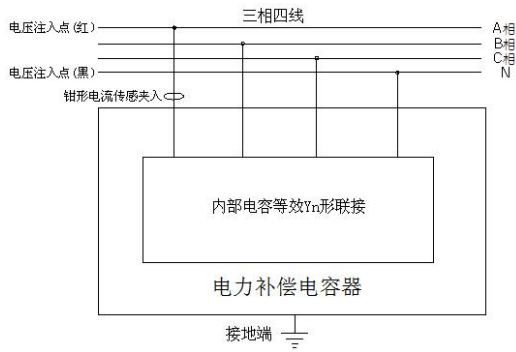 三相四线
电压注入点(红)
A相
B相
C相
电压注入点(黑)
N
钳形电流传感夹入
内部电容等效Yn形联接
电力补偿电容器
接地端